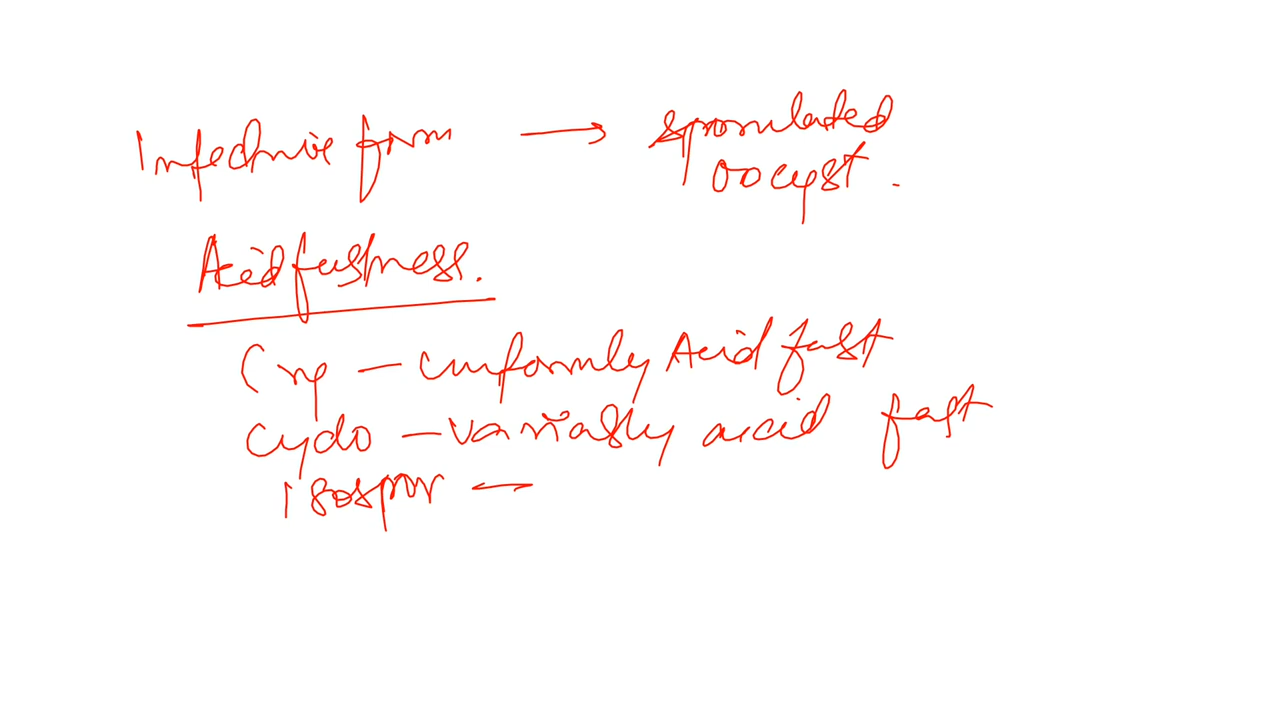 Infective form → sporulated
oocyst.
Acid fastness.
Cryp - uniformly Acid fast
Cyclo - variably acid fast
Isospor -